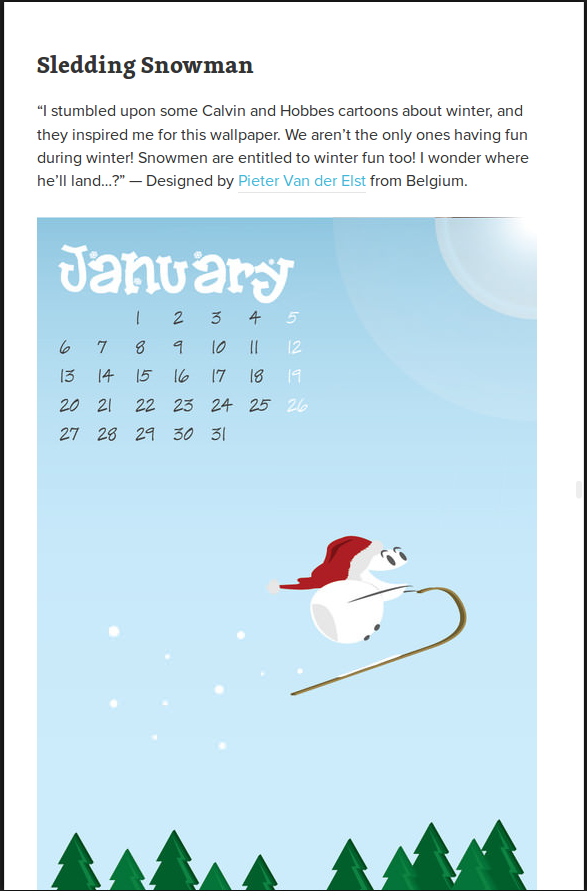 Sledding Snowman
“I stumbled upon some Calvin and Hobbes cartoons about winter, and
they inspired me for this wallpaper. We aren’t the only ones having fun
during winter! Snowmen are entitled to winter fun too! I wonder where
he’ll land…?” — Designed by Pieter Van der Elst from Belgium.
January
1 2 3 4 5
6 7 8 9 10 11 12
13 14 15 16 17 18 19
20 21 22 23 24 25 26
27 28 29 30 31